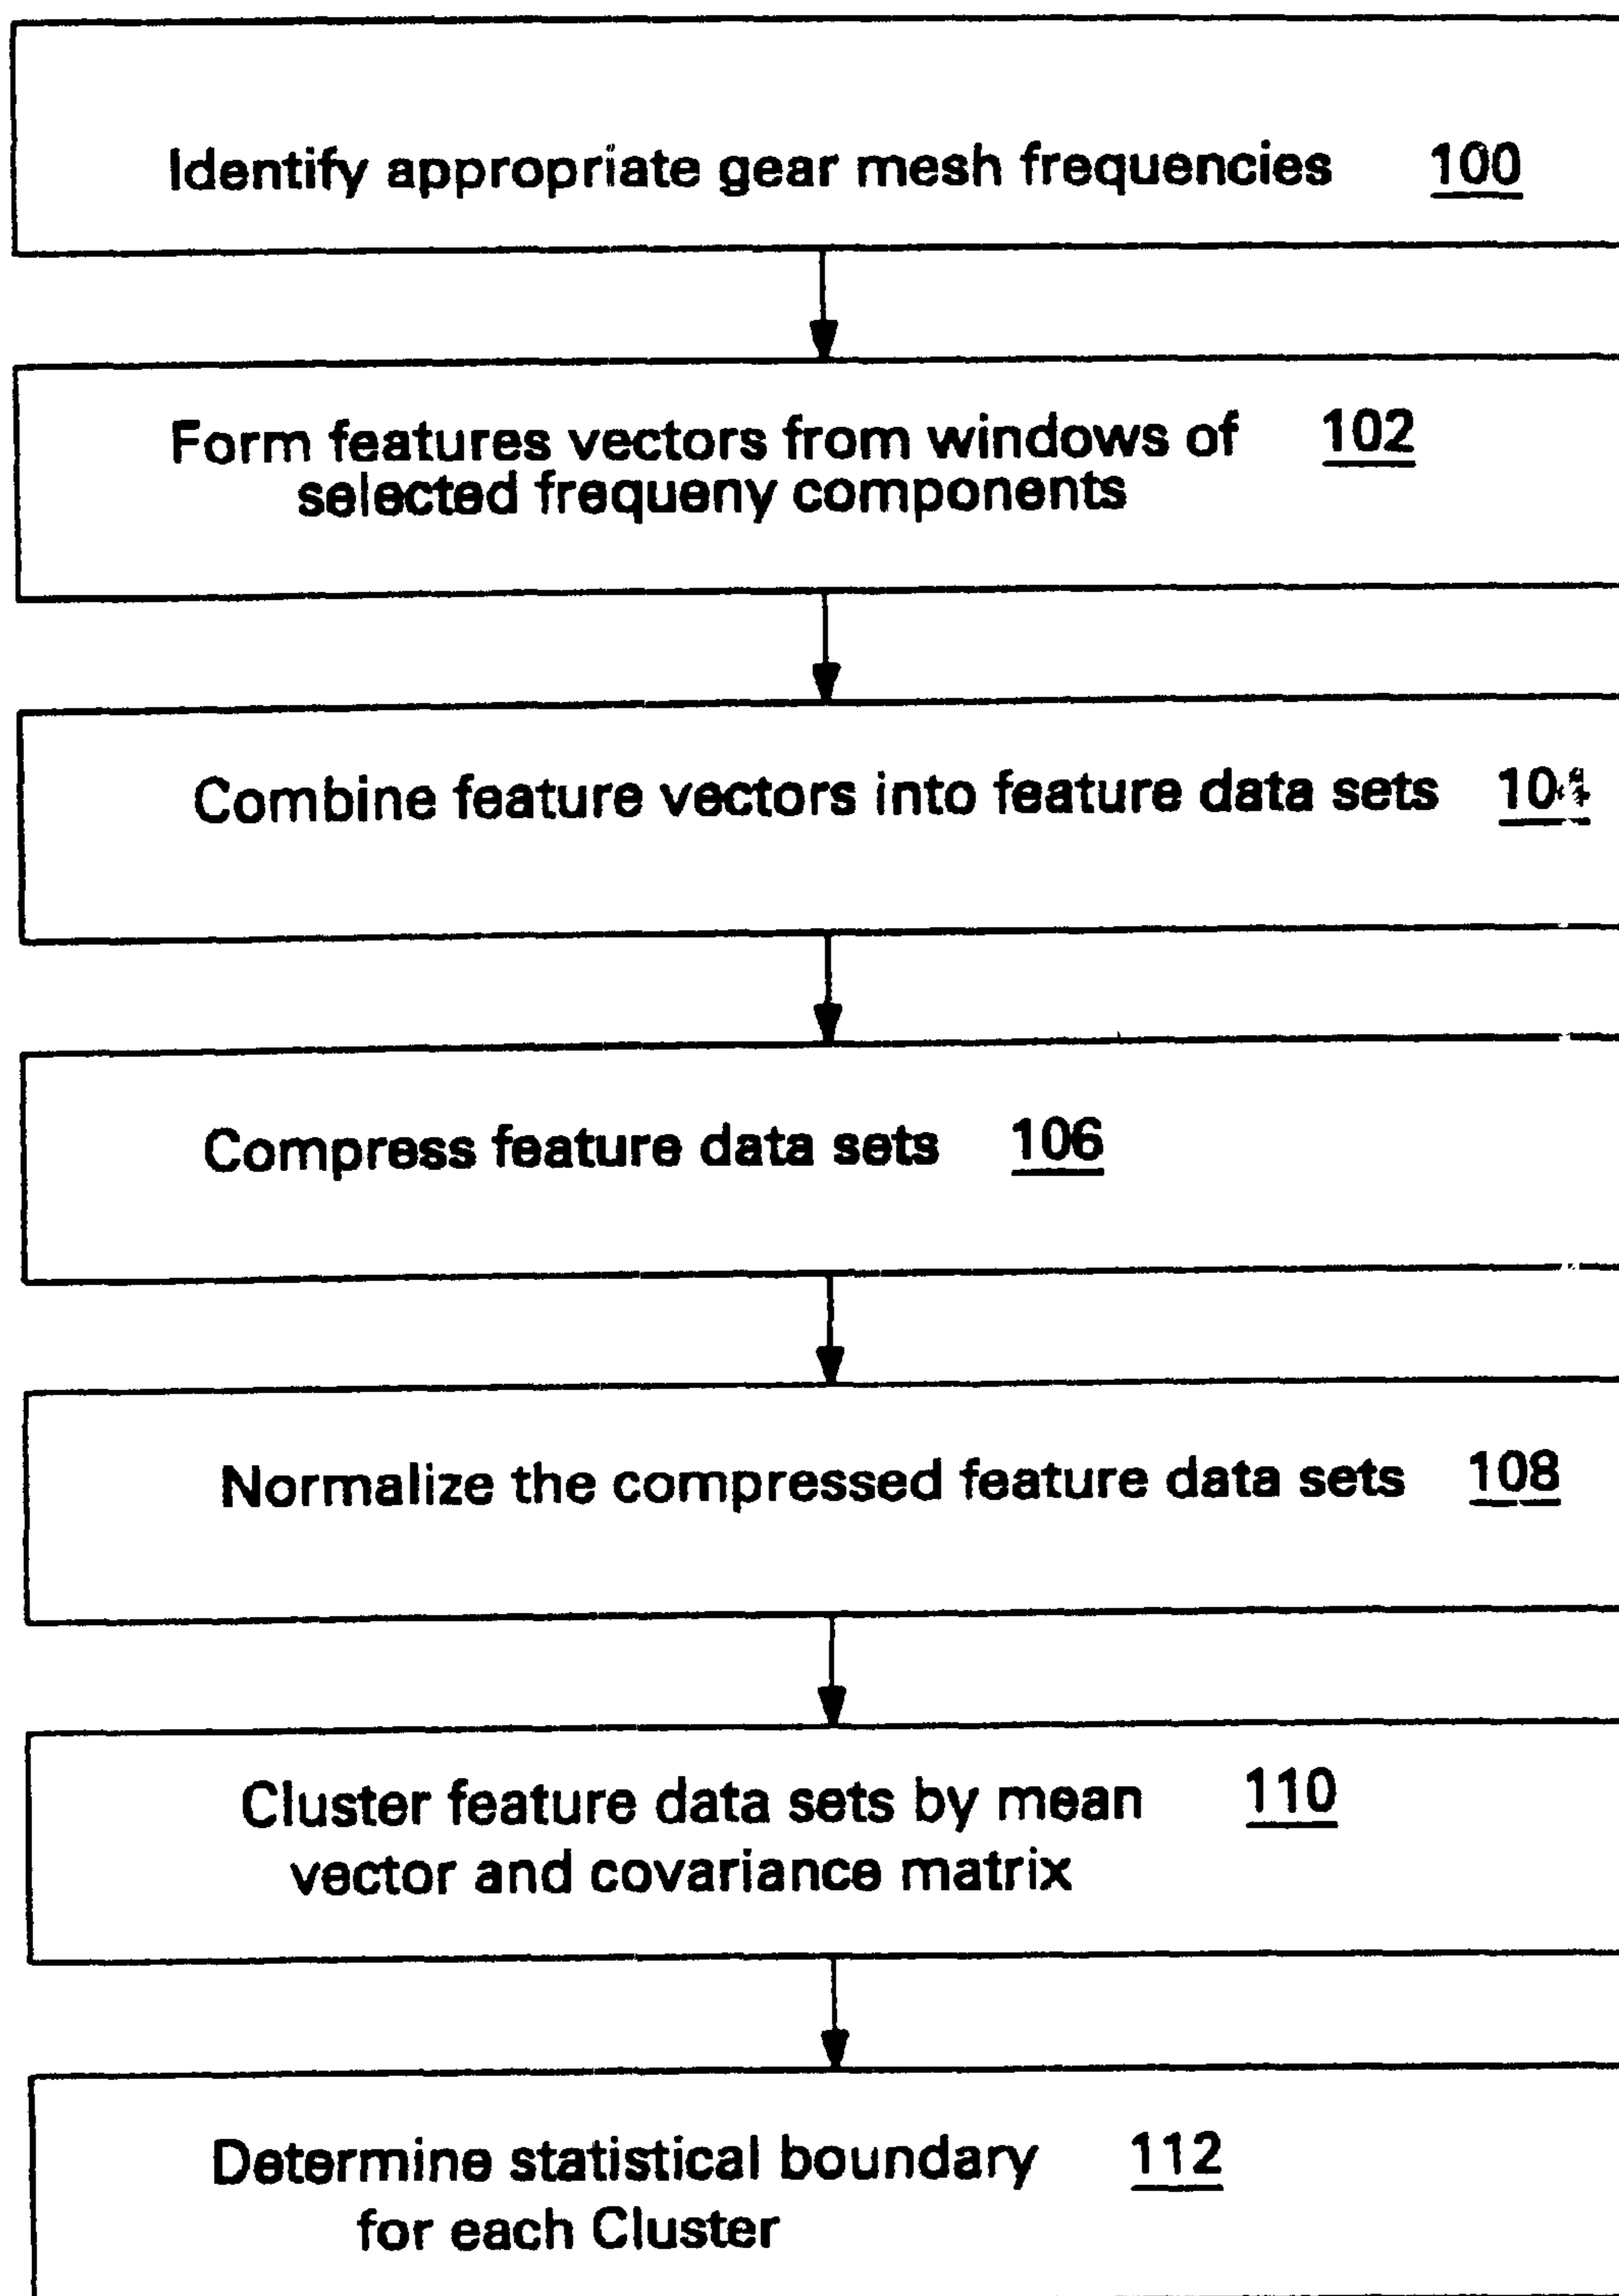 Identify appropriate gear mesh frequencies 100
Form features vectors from windows of 102
selected frequeny components
Combine feature vectors into feature data sets 104
Compress feature data sets 106
Normalize the compressed feature data sets 108
Cluster feature data sets by mean 110
vector and covariance matrix
Determine statistical boundary 112
for each Cluster